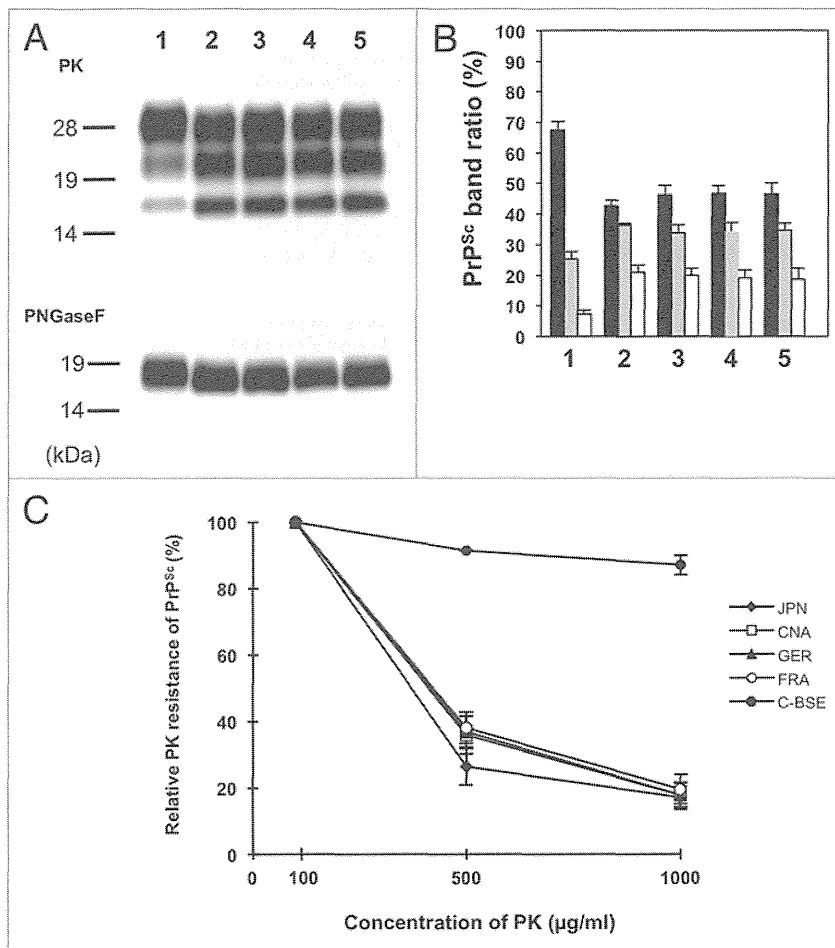 A
1 2 3 4 5
PK
28
19
14
PNGaseF
19
14
(kDa)
B
PrPSc band ratio (%)
100
90
80
70
60
50
40
30
20
10
0
1 2 3 4 5
C
Relative PK resistance of PrPSc (%)
100
80
60
40
20
0
0 100 500 1000
Concentration of PK (µg/ml)
JPN
CNA
GER
FRA
C-BSE